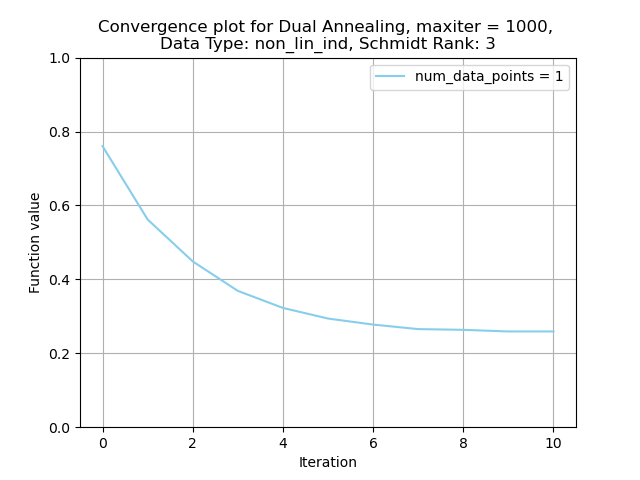 Convergence plot for Dual Annealing, maxiter = 1000,
Data Type: non_lin_ind, Schmidt Rank: 3
num_data_points = 1
Function value
1.0
0.8
0.6
0.4
0.2
0.0
0 2 4 6 8 10
Iteration